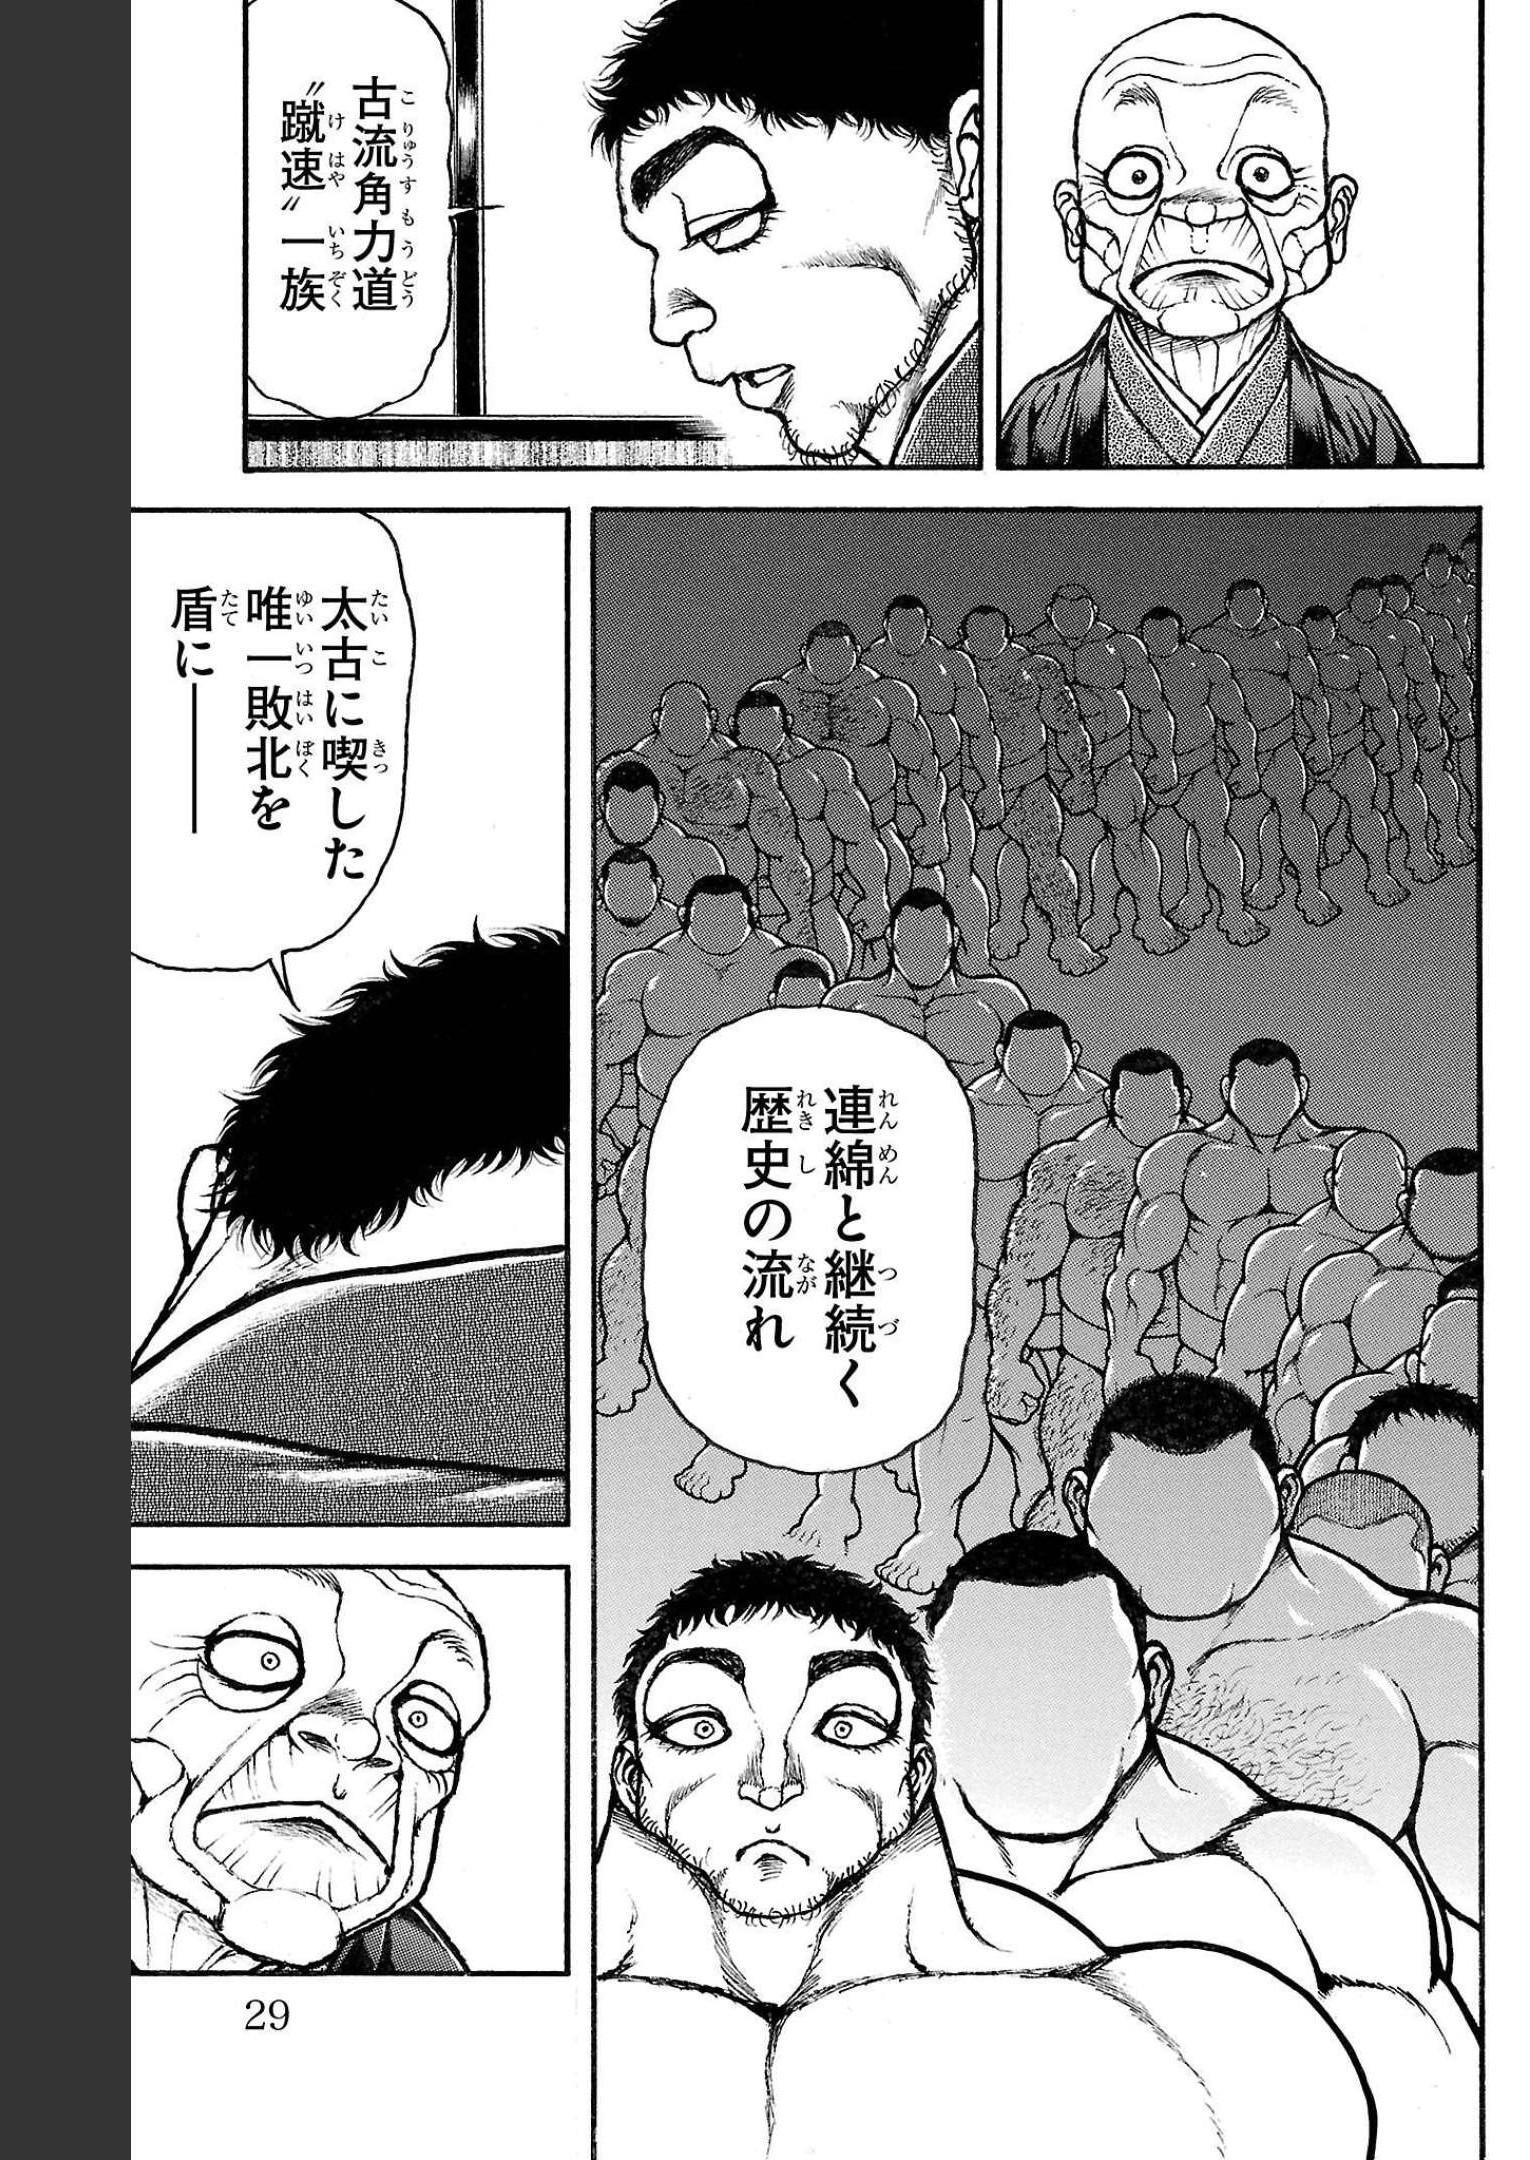 古流角力道
〝蹴速〟一族
連綿と継続く
歴史の流れ
太古に喫した
唯一敗北を
盾に――
29